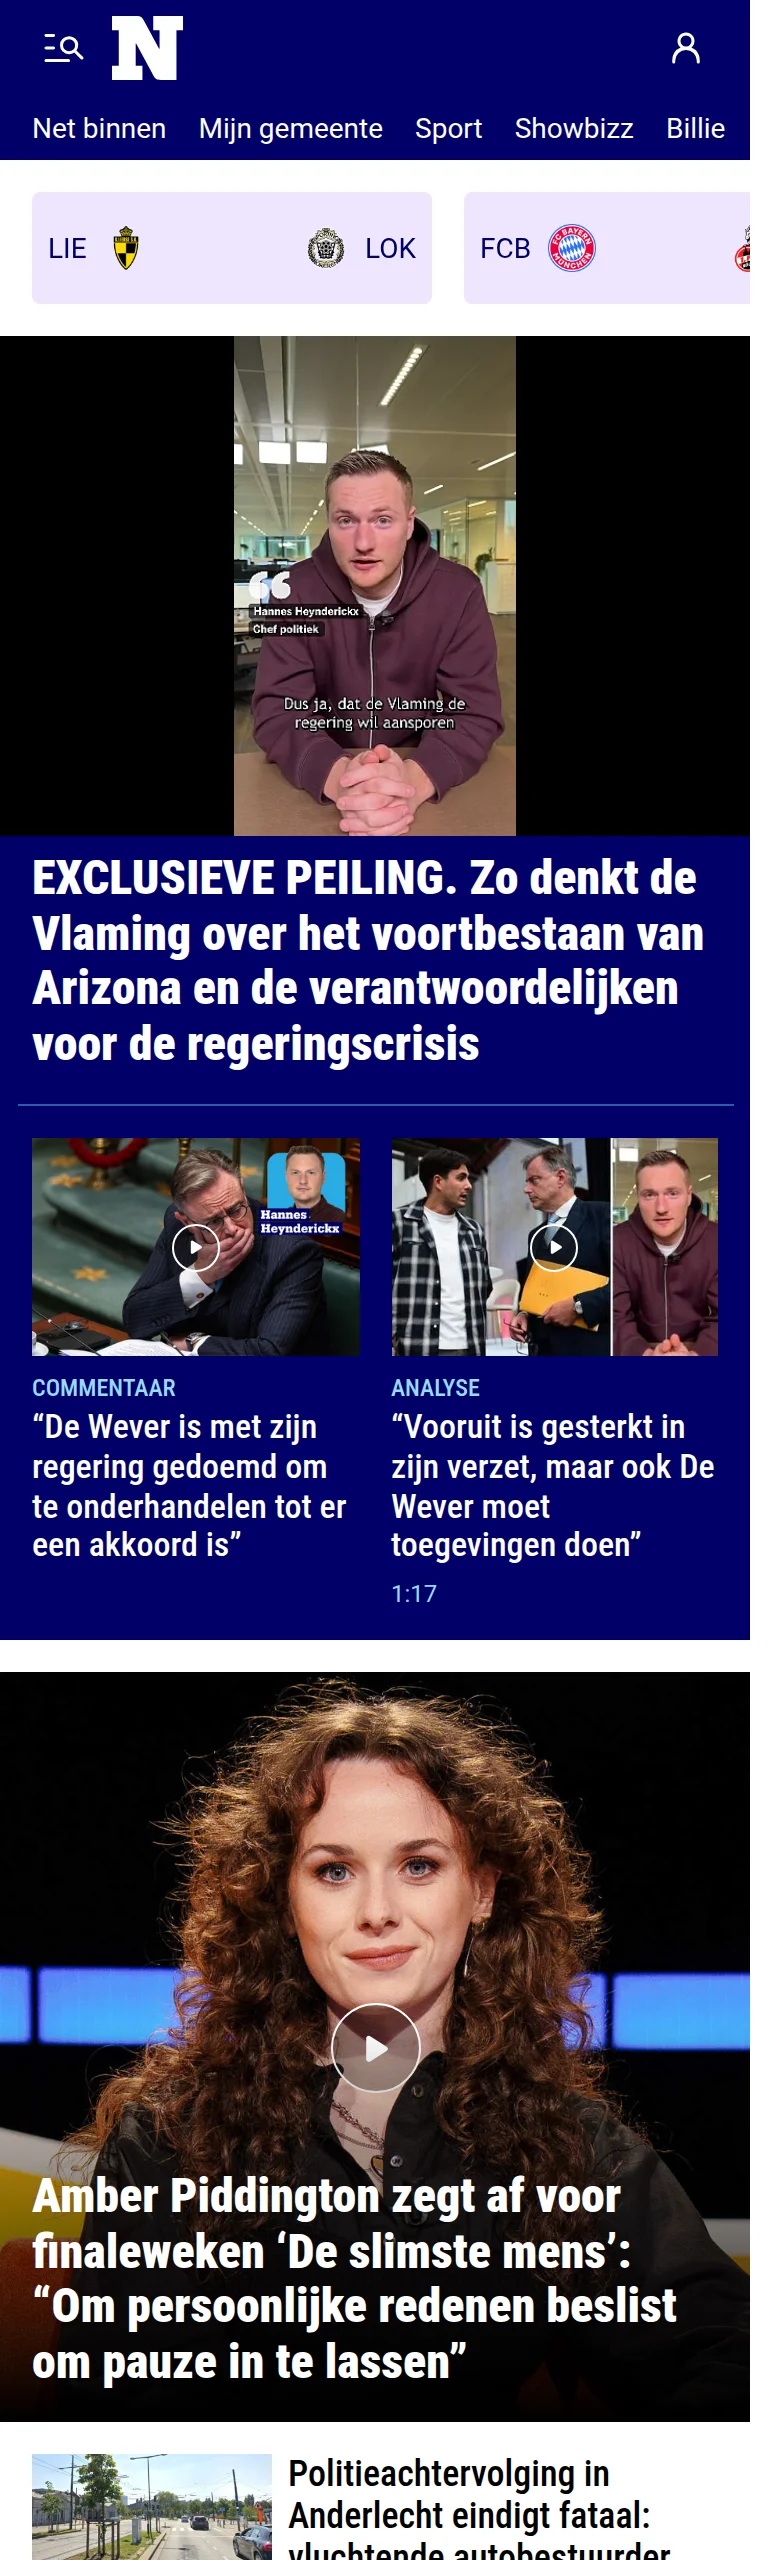 N
Net binnen Mijn gemeente Sport Showbizz Billie
LIE LOK FCB
FC BAYERN
MÜNCHEN
Hannes Heynderickx
Chef politiek
Dus ja, dat de Vlaming de
regering wil aansporen
EXCLUSIEVE PEILING. Zo denkt de
Vlaming over het voortbestaan van
Arizona en de verantwoordelijken
voor de regeringscrisis
Hannes
Heynderickx
COMMENTAAR
“De Wever is met zijn
regering gedoemd om
te onderhandelen tot er
een akkoord is”
ANALYSE
“Vooruit is gesterkt in
zijn verzet, maar ook De
Wever moet
toegevingen doen”
1:17
Amber Piddington zegt af voor
finaleweken ‘De slimste mens’:
“Om persoonlijke redenen beslist
om pauze in te lassen”
Politieachtervolging in
Anderlecht eindigt fataal:
vluchtende autobestuurder